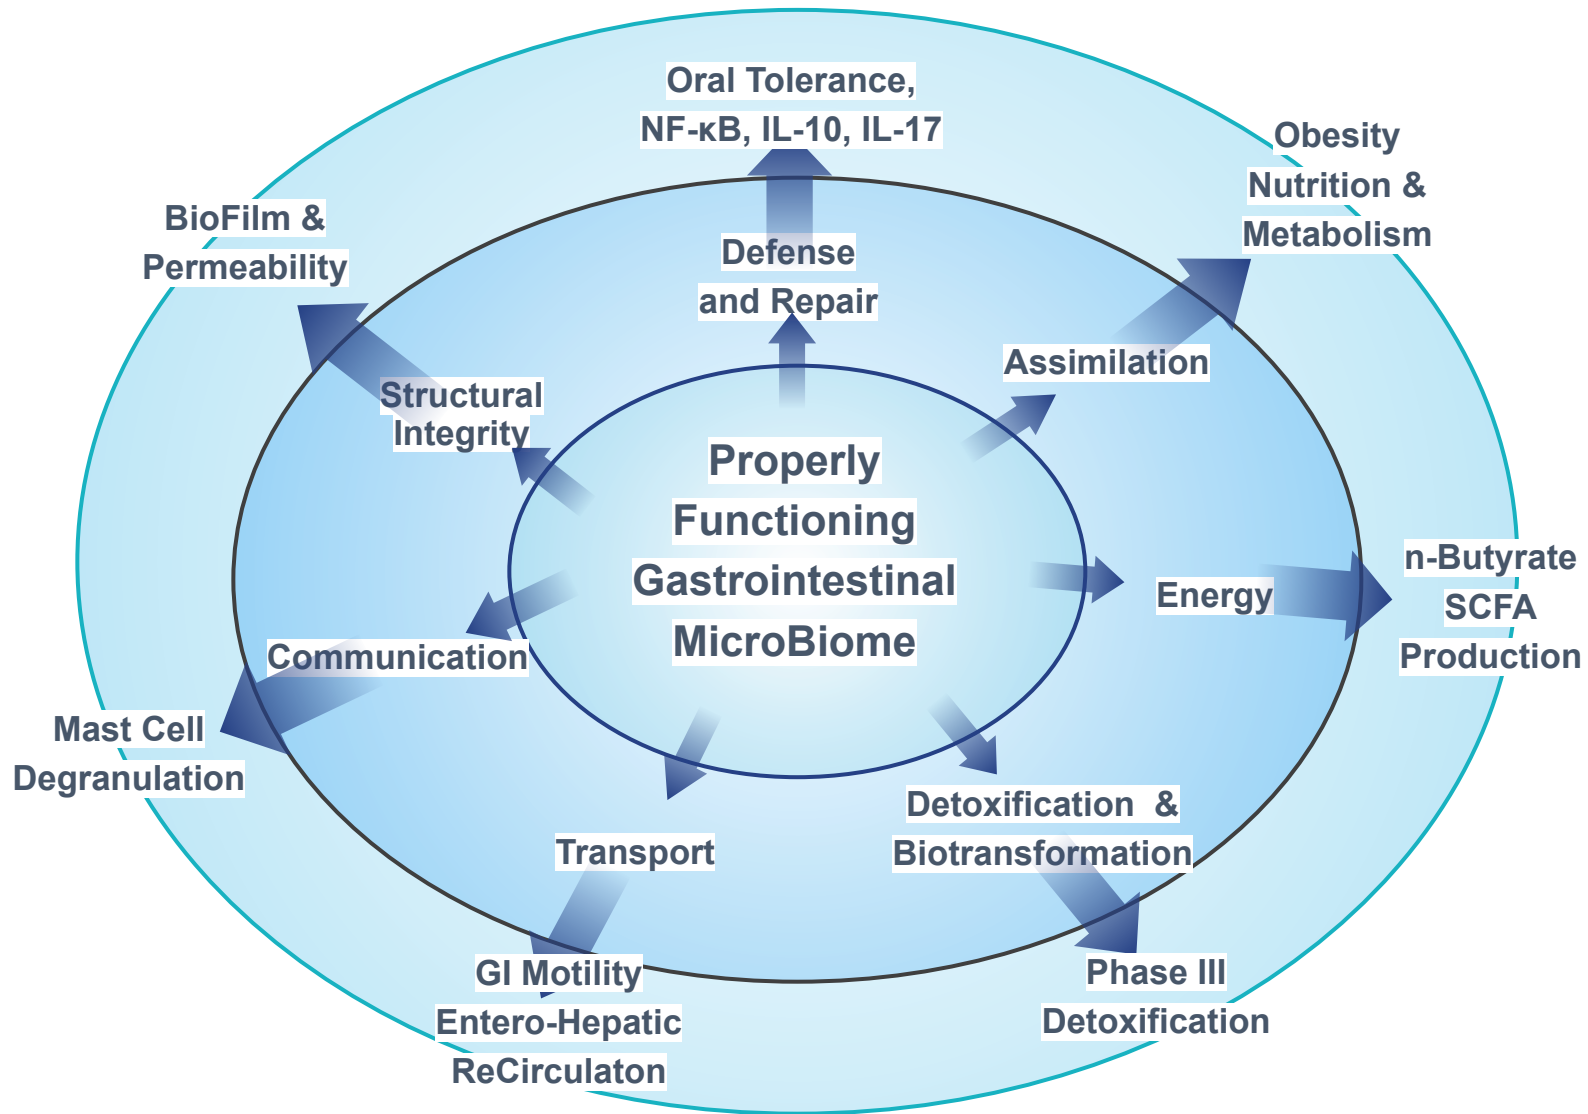 Oral Tolerance,
NF-κB, IL-10, IL-17
Obesity
Nutrition &
Metabolism
BioFilm &
Permeability
Defense
and Repair
Assimilation
Structural
Integrity
Properly
Functioning
Gastrointestinal
MicroBiome
n-Butyrate
SCFA
Production
Energy
Communication
Mast Cell
Degranulation
Detoxification &
Biotransformation
Transport
GI Motility
Entero-Hepatic
ReCirculaton
Phase III
Detoxification